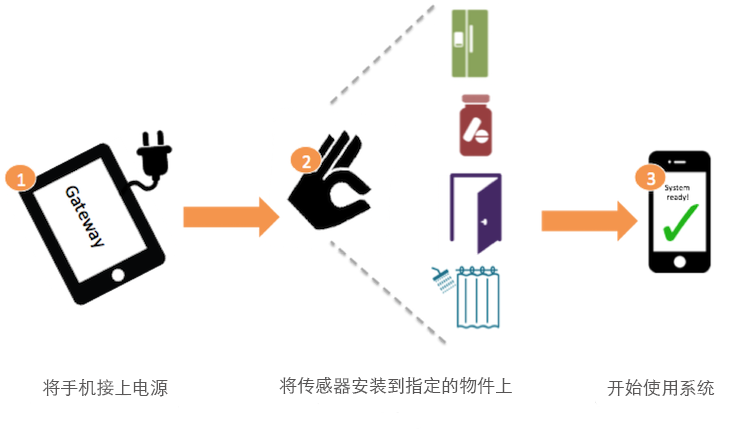 1
Gateway
2
3
System
ready!
将手机接上电源
将传感器安装到指定的物件上
开始使用系统